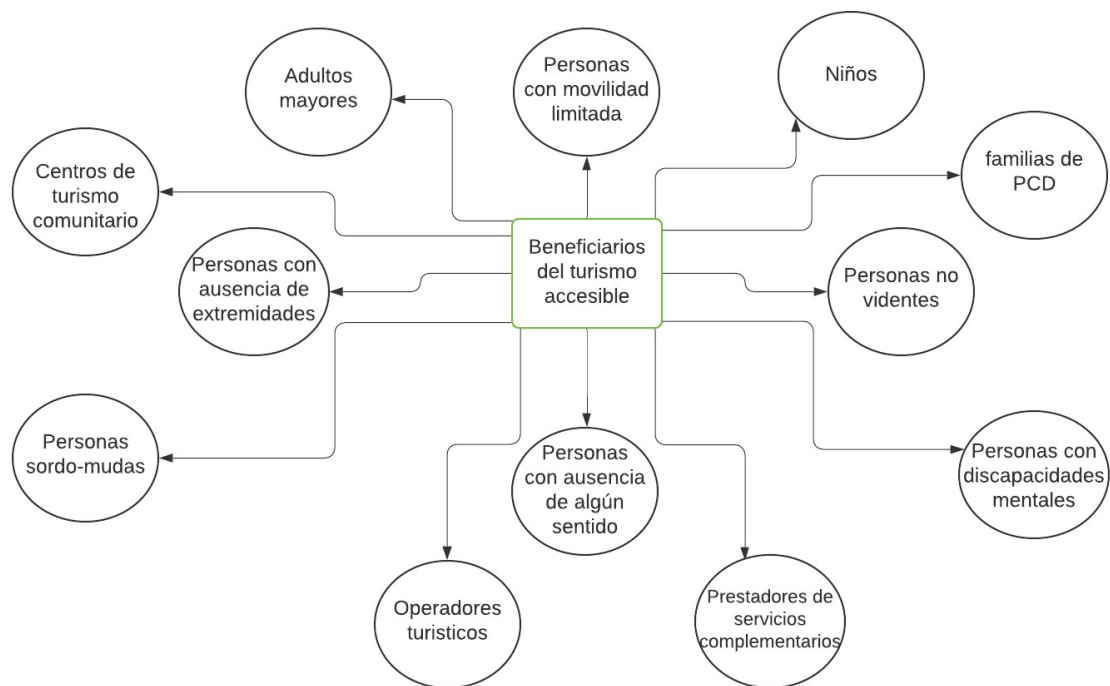 Adultos
mayores
Personas
con movilidad
limitada
Niños
Centros de
turismo
comunitario
familias de
PCD
Beneficiarios
del turismo
accesible
Personas con
ausencia de
extremidades
Personas no
videntes
Personas
sordo-mudas
Personas
con ausencia
de algún
sentido
Personas con
discapacidades
mentales
Operadores
turisticos
Prestadores de
servicios
complementarios